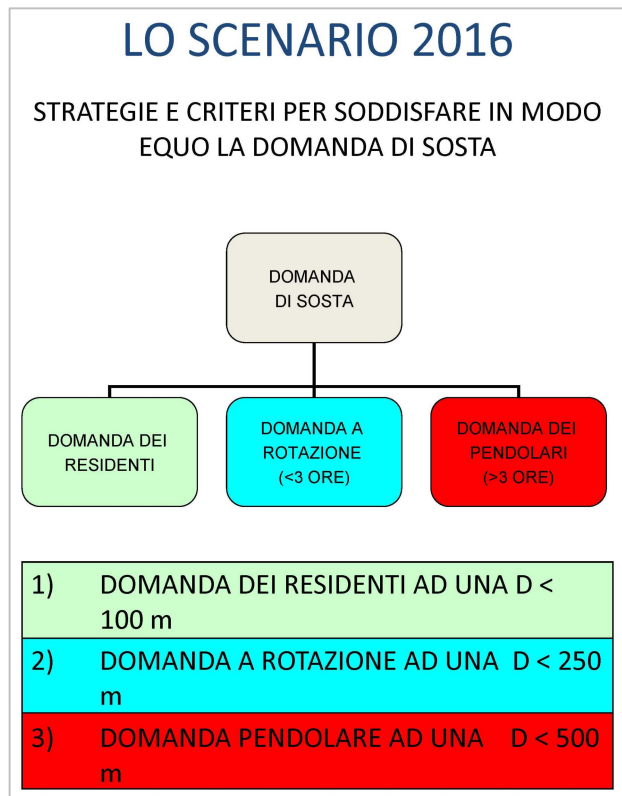 LO SCENARIO 2016
STRATEGIE E CRITERI PER SODDISFARE IN MODO
EQUO LA DOMANDA DI SOSTA
DOMANDA
DI SOSTA
DOMANDA DEI
RESIDENTI
DOMANDA A
ROTAZIONE
(<3 ORE)
DOMANDA DEI
PENDOLARI
(>3 ORE)
1) DOMANDA DEI RESIDENTI AD UNA D <
100 m
2) DOMANDA A ROTAZIONE AD UNA D < 250
m
3) DOMANDA PENDOLARE AD UNA D < 500
m